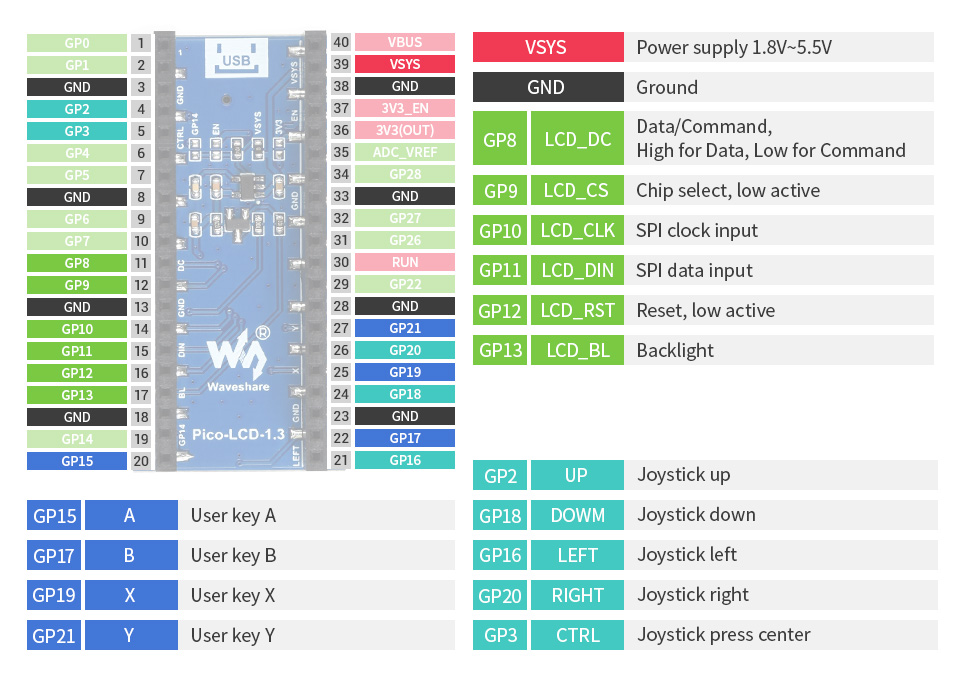 GP0 1
GP1 2
GND 3
GP2 4
GP3 5
GP4 6
GP5 7
GND 8
GP6 9
GP7 10
GP8 11
GP9 12
GND 13
GP10 14
GP11 15
GP12 16
GP13 17
GND 18
GP14 19
GP15 20
USB
1
GND
CTRL
GP14
EN
VSYS
3V3
VSYS
EN
GND
DC
GND
DIN
BL
GP14
Y
X
GND
LEFT
®
Waveshare
Pico-LCD-1.3
40 VBUS
39 VSYS
38 GND
37 3V3_EN
36 3V3(OUT)
35 ADC_VREF
34 GP28
33 GND
32 GP27
31 GP26
30 RUN
29 GP22
28 GND
27 GP21
26 GP20
25 GP19
24 GP18
23 GND
22 GP17
21 GP16
VSYS Power supply 1.8V~5.5V
GND Ground
GP8 LCD_DC Data/Command,
High for Data, Low for Command
GP9 LCD_CS Chip select, low active
GP10 LCD_CLK SPI clock input
GP11 LCD_DIN SPI data input
GP12 LCD_RST Reset, low active
GP13 LCD_BL Backlight
GP15 A User key A
GP17 B User key B
GP19 X User key X
GP21 Y User key Y
GP2 UP Joystick up
GP18 DOWM Joystick down
GP16 LEFT Joystick left
GP20 RIGHT Joystick right
GP3 CTRL Joystick press center